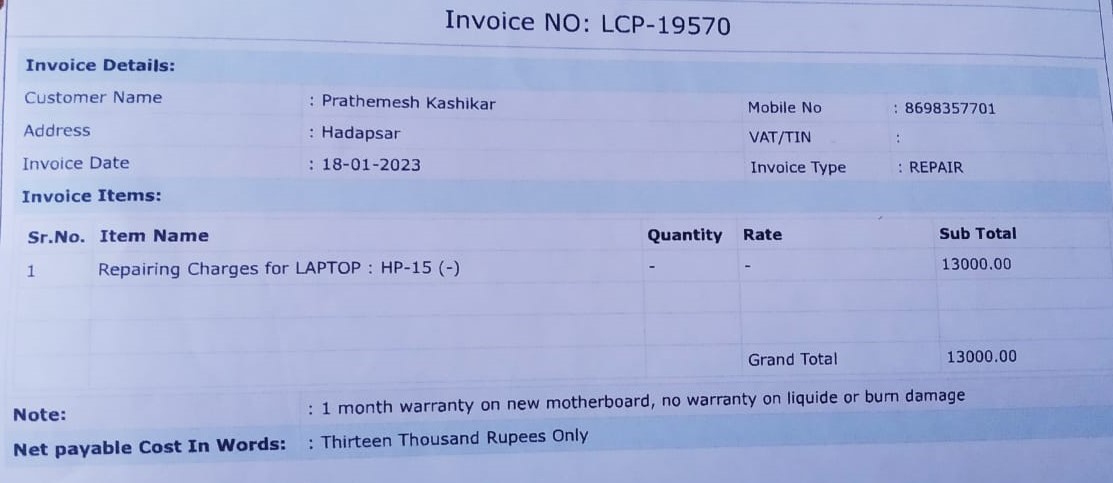 Invoice NO: LCP-19570
Invoice Details:
Customer Name : Prathemesh Kashikar Mobile No : 8698357701
Address : Hadapsar VAT/TIN :
Invoice Date : 18-01-2023 Invoice Type : REPAIR
Invoice Items:
Sr.No. Item Name Quantity Rate Sub Total
1 Repairing Charges for LAPTOP : HP-15 (-) - - 13000.00
Grand Total 13000.00
Note: : 1 month warranty on new motherboard, no warranty on liquide or burn damage
Net payable Cost In Words: : Thirteen Thousand Rupees Only